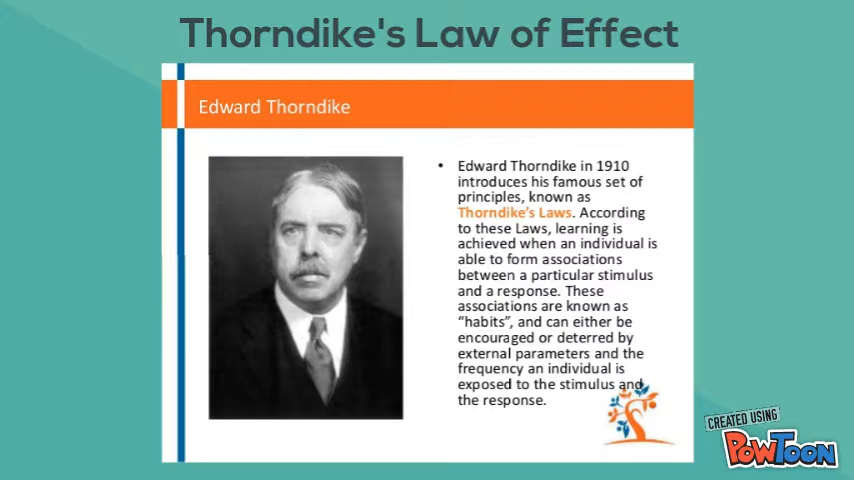 Thorndike's Law of Effect
Edward Thorndike
• Edward Thorndike in 1910
introduces his famous set of
principles, known as
Thorndike's Laws. According
to these Laws, learning is
achieved when an individual is
able to form associations
between a particular stimulus
and a response. These
associations are known as
“habits”, and can either be
encouraged or deterred by
external parameters and the
frequency an individual is
exposed to the stimulus and
the response.
CREATED USING
POWTOON